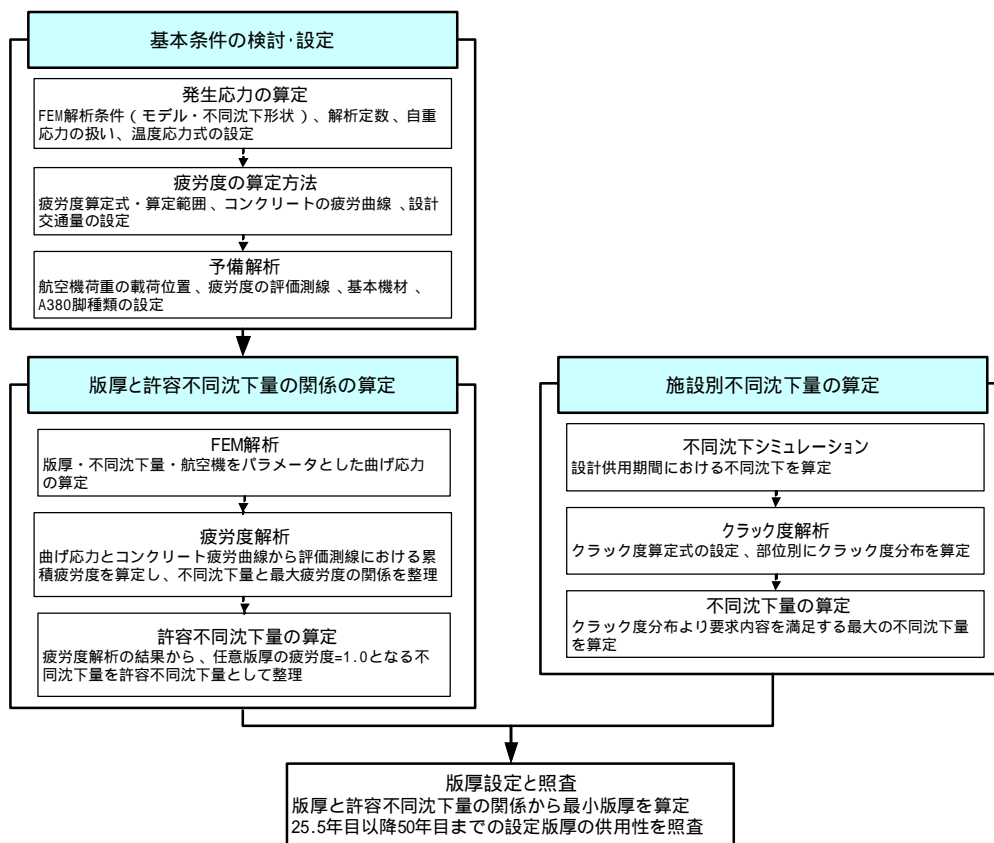 基本条件の検討･設定
発生応力の算定
FEM解析条件(モデル・不同沈下形状)、解析定数、自重
応力の扱い、温度応力式の設定
疲労度の算定方法
疲労度算定式・算定範囲、コンクリートの疲労曲線、設計
交通量の設定
予備解析
航空機荷重の載荷位置、疲労度の評価測線、基本機材、
A380脚種類の設定
版厚と許容不同沈下量の関係の算定
FEM解析
版厚・不同沈下量・航空機をパラメータとした曲げ応力
の算定
疲労度解析
曲げ応力とコンクリート疲労曲線から評価測線における累
積疲労度を算定し、不同沈下量と最大疲労度の関係を整理
許容不同沈下量の算定
疲労度解析の結果から、任意版厚の疲労度=1.0となる不
同沈下量を許容不同沈下量として整理
施設別不同沈下量の算定
不同沈下シミュレーション
設計供用期間における不同沈下を算定
クラック度解析
クラック度算定式の設定、部位別にクラック度分布を算定
不同沈下量の算定
クラック度分布より要求内容を満足する最大の不同沈下量
を算定
版厚設定と照査
版厚と許容不同沈下量の関係から最小版厚を算定
25.5年目以降50年目までの設定版厚の供用性を照査